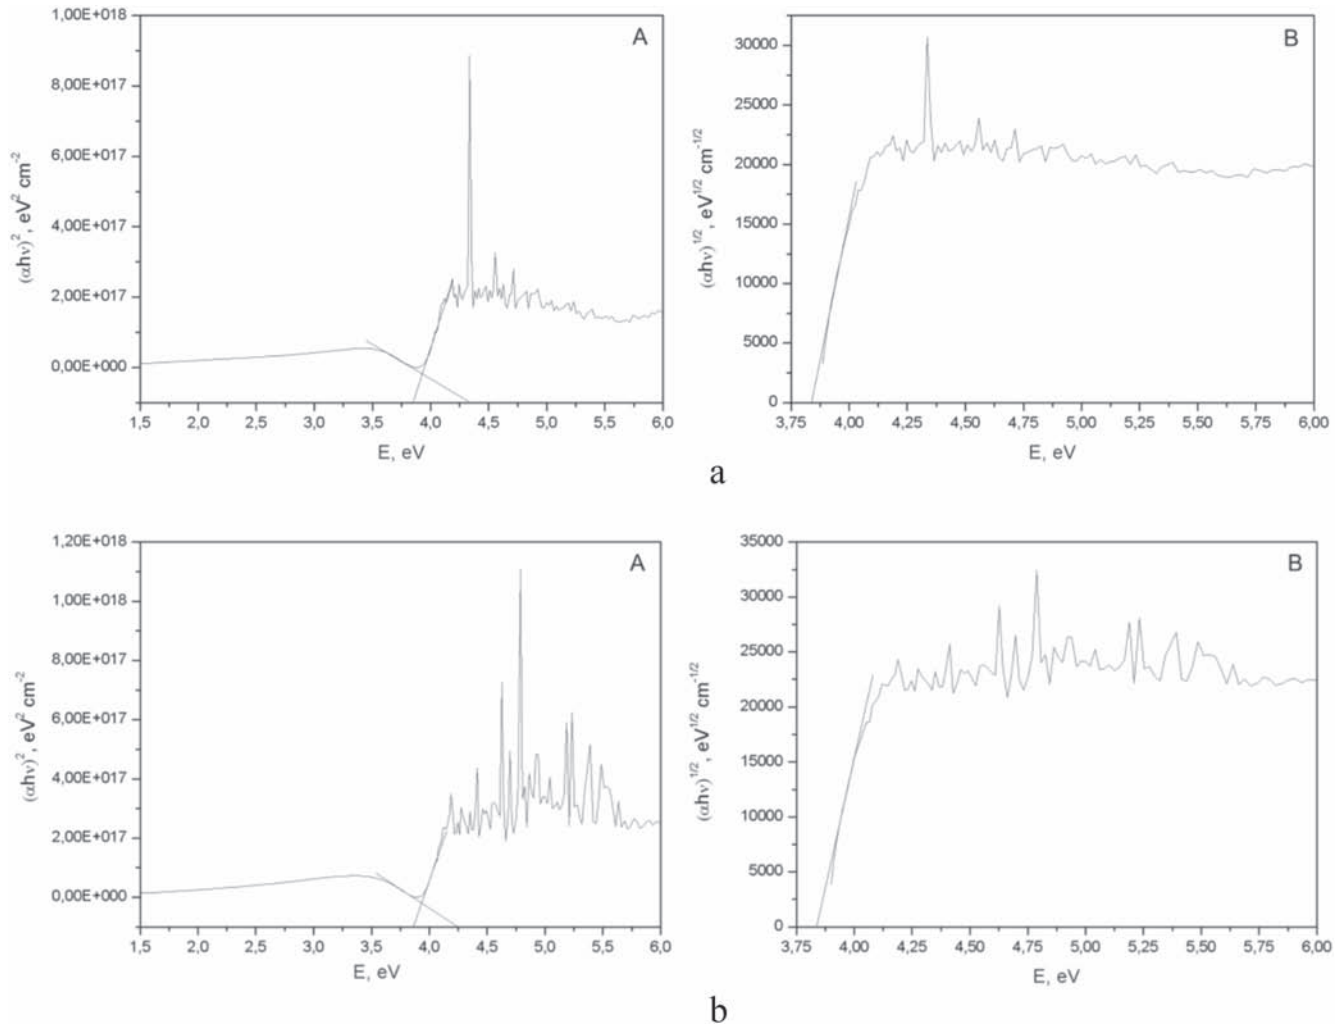 A
1,00E+018
8,00E+017
6,00E+017
4,00E+017
2,00E+017
0,00E+000
(αhν)², eV² cm⁻²
1,5 2,0 2,5 3,0 3,5 4,0 4,5 5,0 5,5 6,0
E, eV
B
30000
25000
20000
15000
10000
5000
0
(αhν)^1/2, eV^1/2 cm^-1/2
3,75 4,00 4,25 4,50 4,75 5,00 5,25 5,50 5,75 6,00
E, eV
a
A
1,20E+018
1,00E+018
8,00E+017
6,00E+017
4,00E+017
2,00E+017
0,00E+000
(αhν)², eV² cm⁻²
1,5 2,0 2,5 3,0 3,5 4,0 4,5 5,0 5,5 6,0
E, eV
B
35000
30000
25000
20000
15000
10000
5000
0
(αhν)^1/2, eV^1/2 cm^-1/2
3,75 4,00 4,25 4,50 4,75 5,00 5,25 5,50 5,75 6,00
E, eV
b